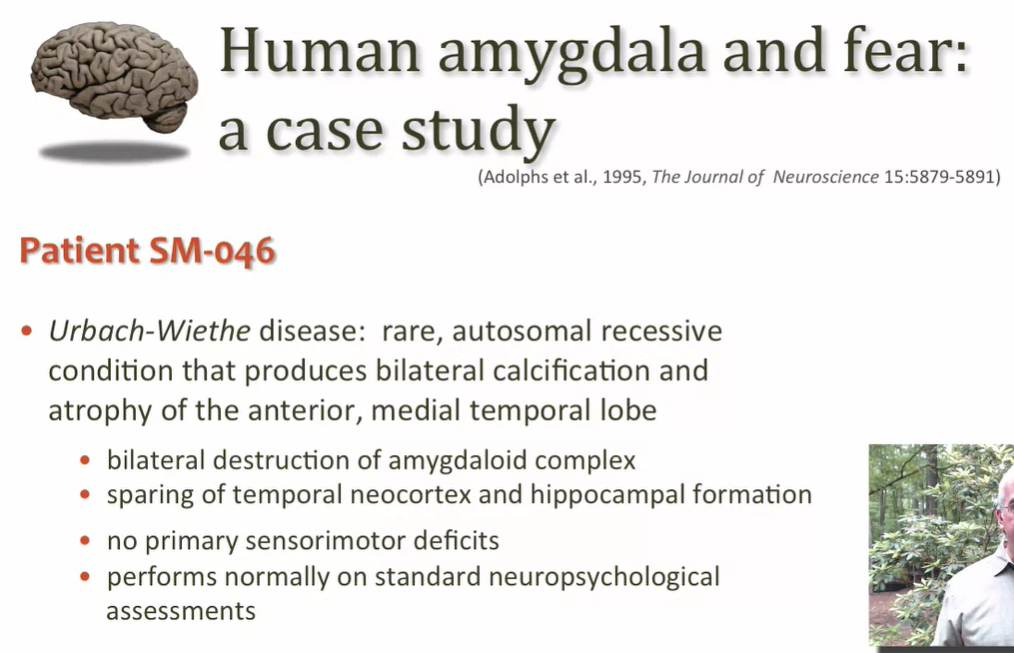 Human amygdala and fear:
a case study
(Adolphs et al., 1995, The Journal of Neuroscience 15:5879-5891)
Patient SM-046
• Urbach-Wiethe disease: rare, autosomal recessive
condition that produces bilateral calcification and
atrophy of the anterior, medial temporal lobe
• bilateral destruction of amygdaloid complex
• sparing of temporal neocortex and hippocampal formation
• no primary sensorimotor deficits
• performs normally on standard neuropsychological
assessments